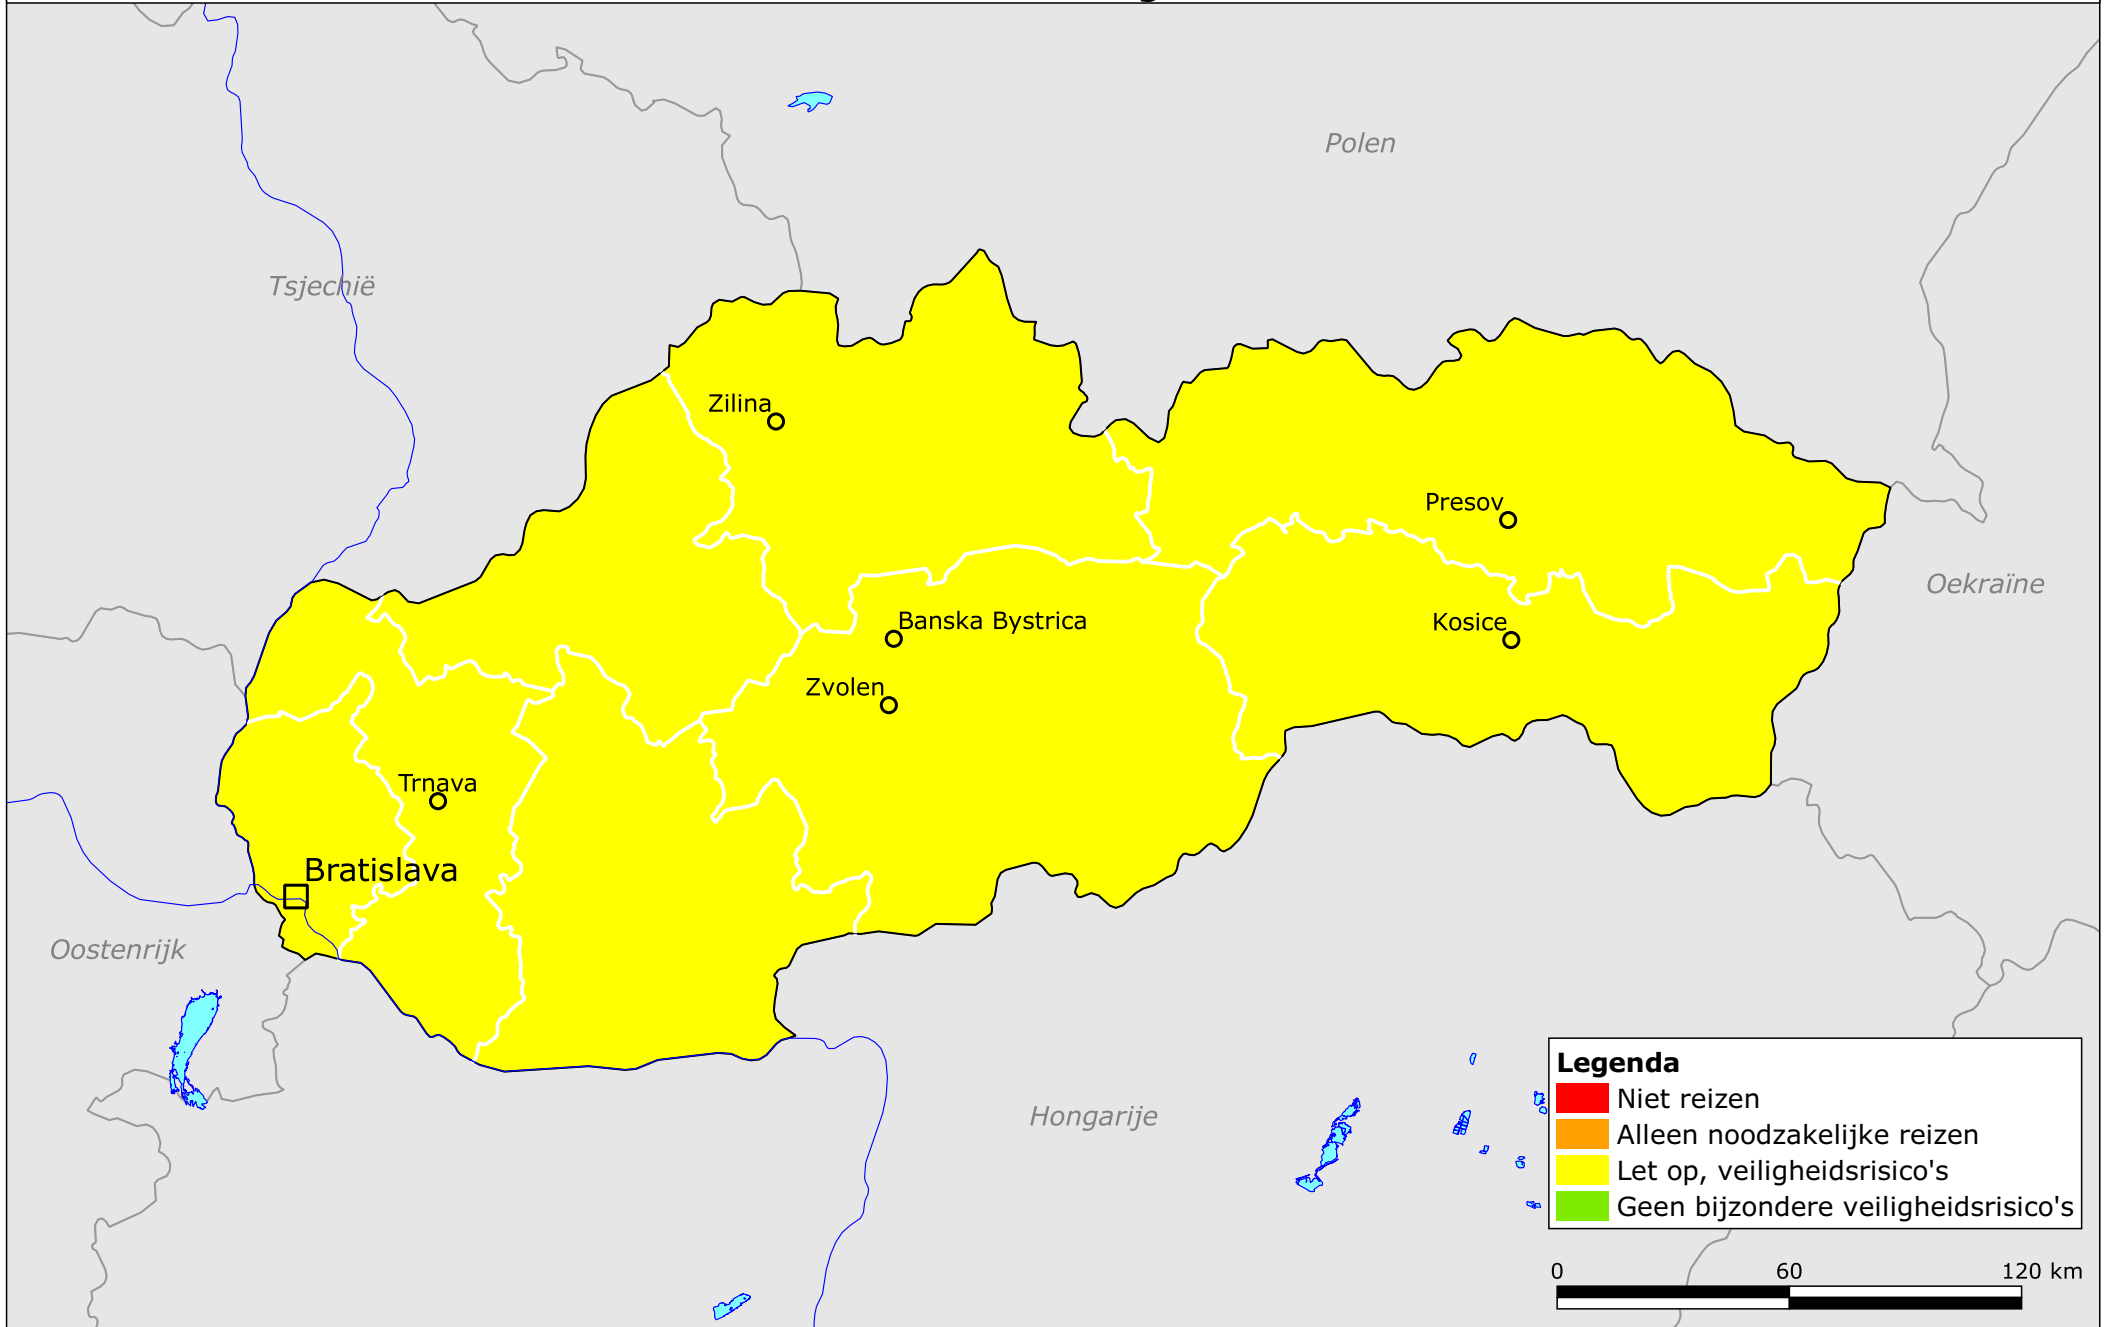 Polen
Tsjechië
Zilina
Presov
Oekraïne
Banska Bystrica
Kosice
Zvolen
Trnava
Bratislava
Oostenrijk
Hongarije
Legenda
Niet reizen
Alleen noodzakelijke reizen
Let op, veiligheidsrisico's
Geen bijzondere veiligheidsrisico's
0 60 120 km